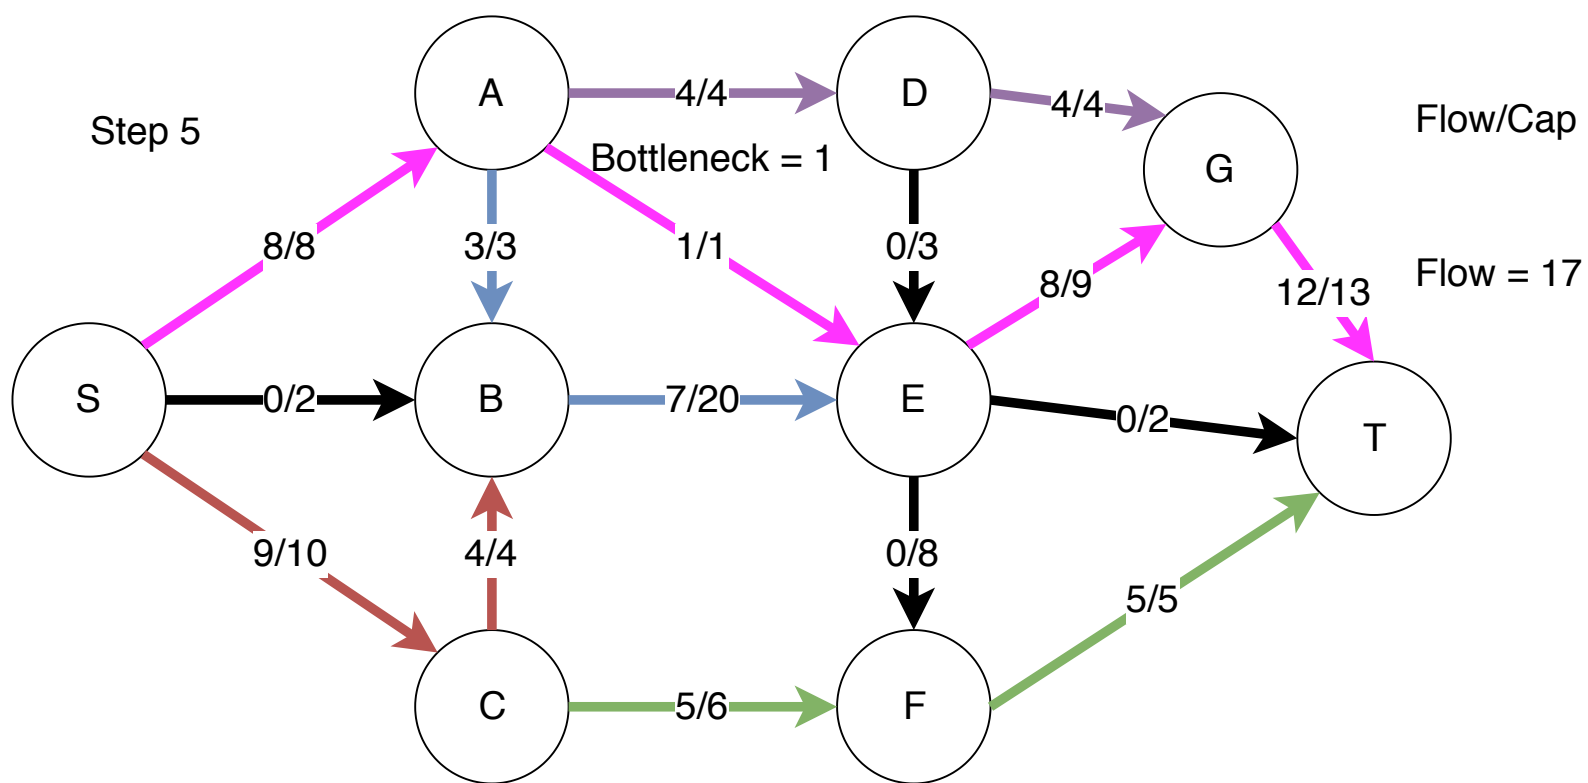 A
D
4/4
4/4
Step 5
Flow/Cap
Bottleneck = 1
G
8/8
3/3
1/1
0/3
8/9
12/13
Flow = 17
S
0/2
B
7/20
E
0/2
T
9/10
4/4
0/8
5/5
C
5/6
F